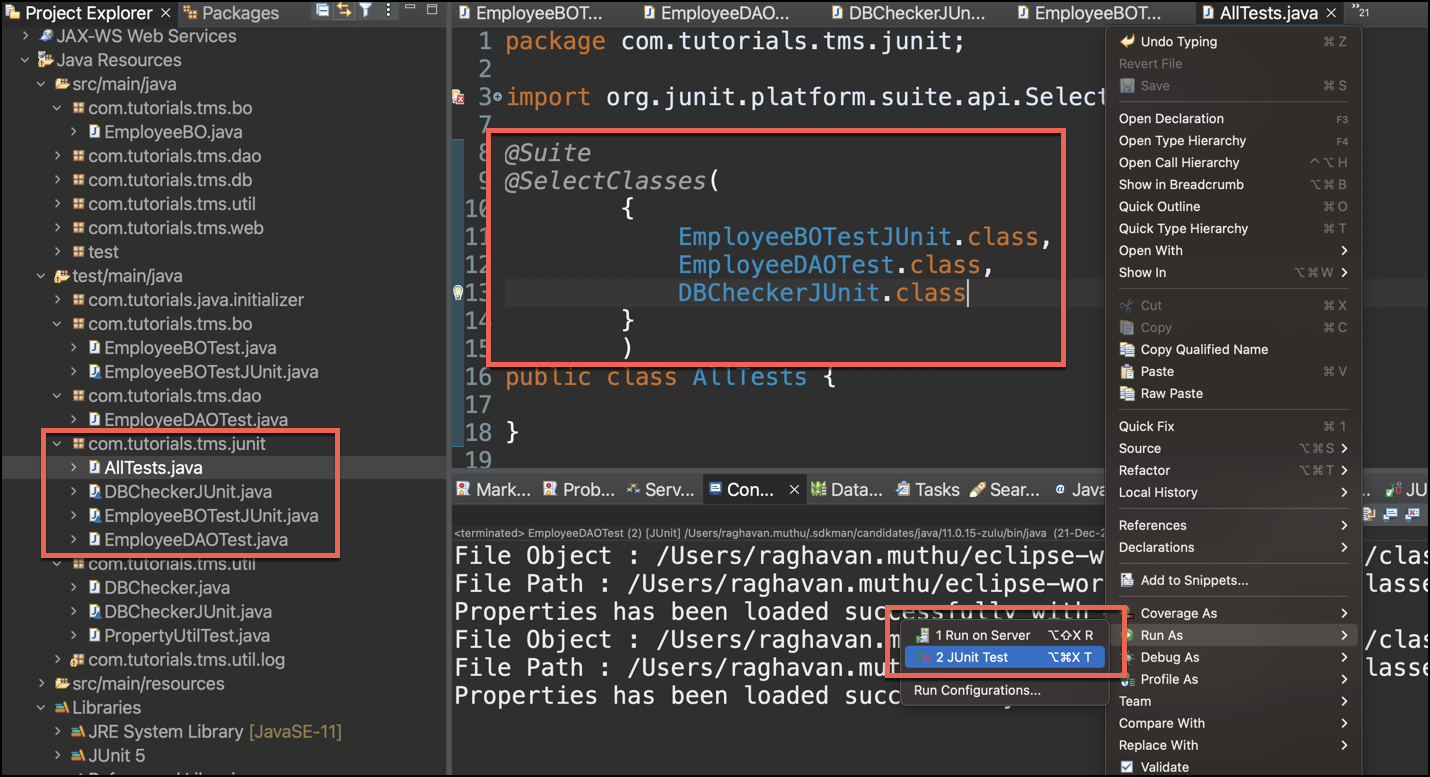 Project Explorer
Packages
JAX-WS Web Services
Java Resources
src/main/java
com.tutorials.tms.bo
EmployeeBO.java
com.tutorials.tms.dao
com.tutorials.tms.db
com.tutorials.tms.util
com.tutorials.tms.web
test
test/main/java
com.tutorials.java.initializer
com.tutorials.tms.bo
EmployeeBOTest.java
EmployeeBOTestJUnit.java
com.tutorials.tms.dao
EmployeeDAOTest.java
com.tutorials.tms.junit
AllTests.java
DBCheckerJUnit.java
EmployeeBOTestJUnit.java
EmployeeDAOTest.java
com.tutorials.tms.util
DBChecker.java
DBCheckerJUnit.java
PropertyUtilTest.java
com.tutorials.tms.util.log
src/main/resources
Libraries
JRE System Library [JavaSE-11]
JUnit 5
EmployeeBOT...
EmployeeDAO...
DBCheckerJUn...
EmployeeBOT...
AllTests.java
21
1 package com.tutorials.tms.junit;
2
3 import org.junit.platform.suite.api.Select
7
8 @Suite
9 @SelectClasses(
10 {
11 EmployeeBOTestJUnit.class,
12 EmployeeDAOTest.class,
13 DBCheckerJUnit.class
14 }
15 )
16 public class AllTests {
17
18 }
19
Mark...
Prob...
Serv...
Con...
Data...
Tasks
Sear...
Java
JU
<terminated> EmployeeDAOTest (2) [JUnit] /Users/raghavan.muthu/.sdkman/candidates/java/11.0.15-zulu/bin/java (21-Dec-2
File Object : /Users/raghavan.muthu/eclipse-wor /clas
File Path : /Users/raghavan.muthu/eclipse-wor lasse
Properties has been loaded successfully with
File Object : /Users/raghavan.m /clas
File Path : /Users/raghavan.mut lasse
Properties has been loaded suc
1 Run on Server ⌥⇧X R
2 JUnit Test ⌥⌘X T
Run Configurations...
Undo Typing ⌘ Z
Revert File
Save ⌘ S
Open Declaration F3
Open Type Hierarchy F4
Open Call Hierarchy ^⌥H
Show in Breadcrumb ⌥⌘B
Quick Outline ⌘ O
Quick Type Hierarchy ⌘ T
Open With
Show In ⌥⌘W
Cut ⌘ X
Copy ⌘ C
Copy Qualified Name
Paste ⌘ V
Raw Paste
Quick Fix ⌘ 1
Source ⌥⌘S
Refactor ⌥⌘T
Local History
References
Declarations
Add to Snippets...
Coverage As
Run As
Debug As
Profile As
Team
Compare With
Replace With
Validate